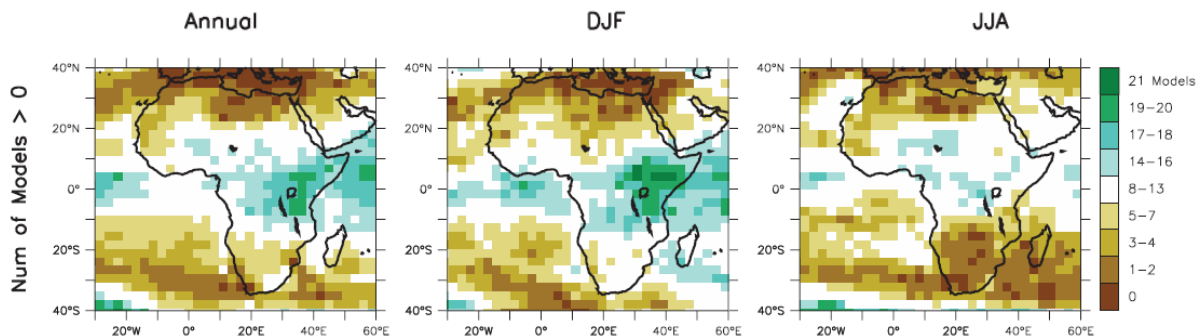 Annual
DJF
JJA
Num of Models > 0
40°N
20°N
0°
20°S
40°S
20°W 0° 20°E 40°E 60°E
40°N
20°N
0°
20°S
40°S
20°W 0° 20°E 40°E 60°E
40°N
20°N
0°
20°S
40°S
20°W 0° 20°E 40°E 60°E
21 Models
19-20
17-18
14-16
8-13
5-7
3-4
1-2
0